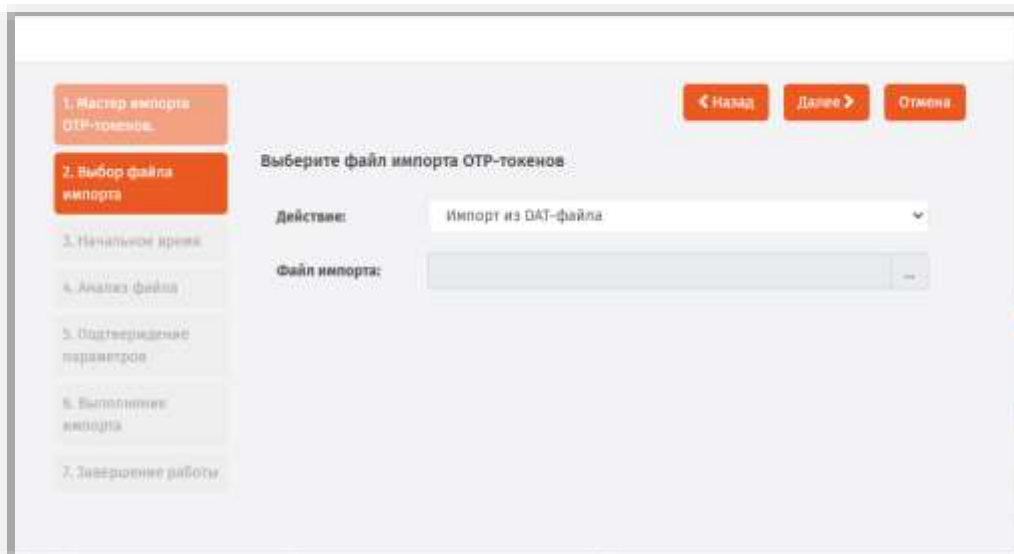 1. Мастер импорта
OTP-токенов.
2. Выбор файла
импорта
3. Начальное время
4. Анализ файла
5. Подтверждение
параметров
6. Выполнение
импорта
7. Завершение работы
Назад
Далее
Отмена
Выберите файл импорта OTP-токенов
Действие:
Импорт из DAT-файла
Файл импорта:
...